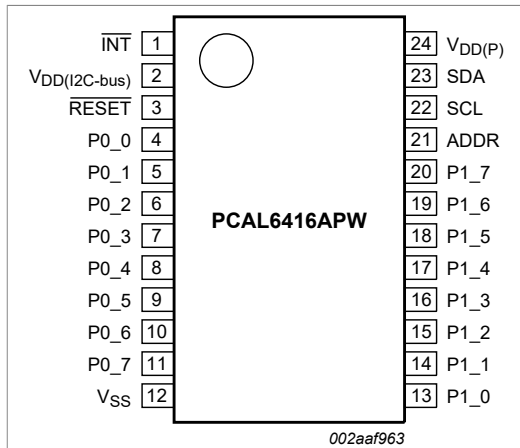 INT 1
VDD(I2C-bus) 2
RESET 3
P0_0 4
P0_1 5
P0_2 6
P0_3 7
P0_4 8
P0_5 9
P0_6 10
P0_7 11
VSS 12
PCAL6416APW
24 VDD(P)
23 SDA
22 SCL
21 ADDR
20 P1_7
19 P1_6
18 P1_5
17 P1_4
16 P1_3
15 P1_2
14 P1_1
13 P1_0
002aaf963